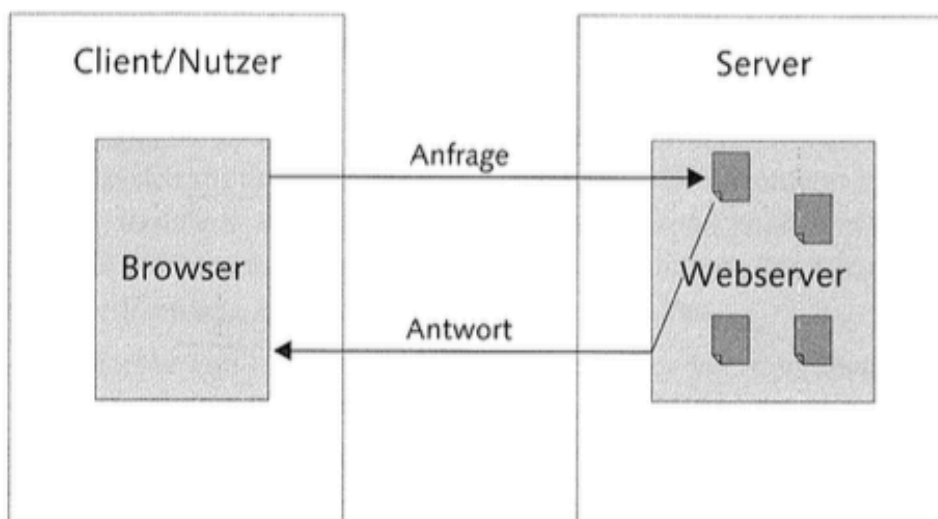 Client/Nutzer
Server
Anfrage
Browser
Webserver
Antwort